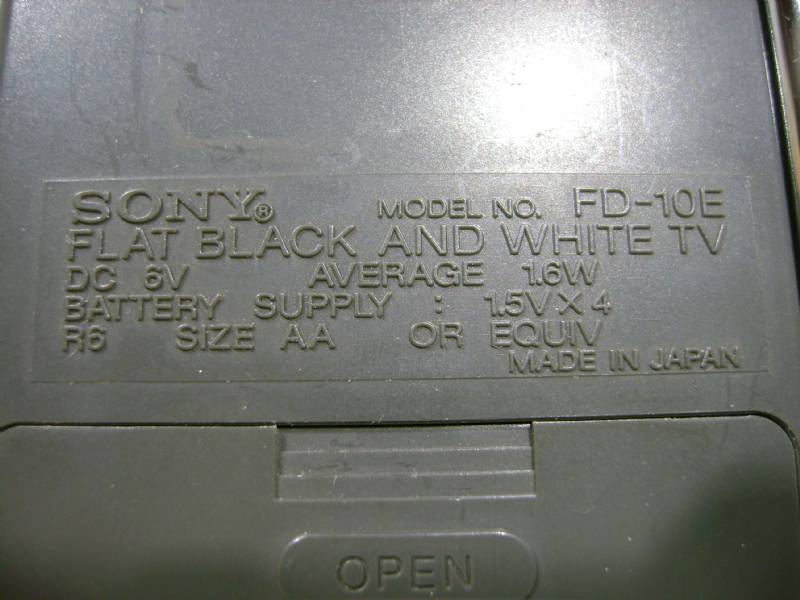 SONY® MODEL NO. FD-10E
FLAT BLACK AND WHITE TV
DC 6V AVERAGE 1.6W
BATTERY SUPPLY : 1.5V×4
R6 SIZE AA OR EQUIV
MADE IN JAPAN
OPEN